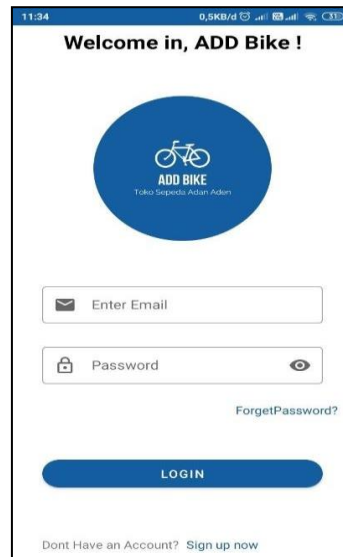 11:34 0,5KB/d
Welcome in, ADD Bike !
ADD BIKE
Toko Sepeda Adan Aden
Enter Email
Password
ForgetPassword?
LOGIN
Dont Have an Account? Sign up now